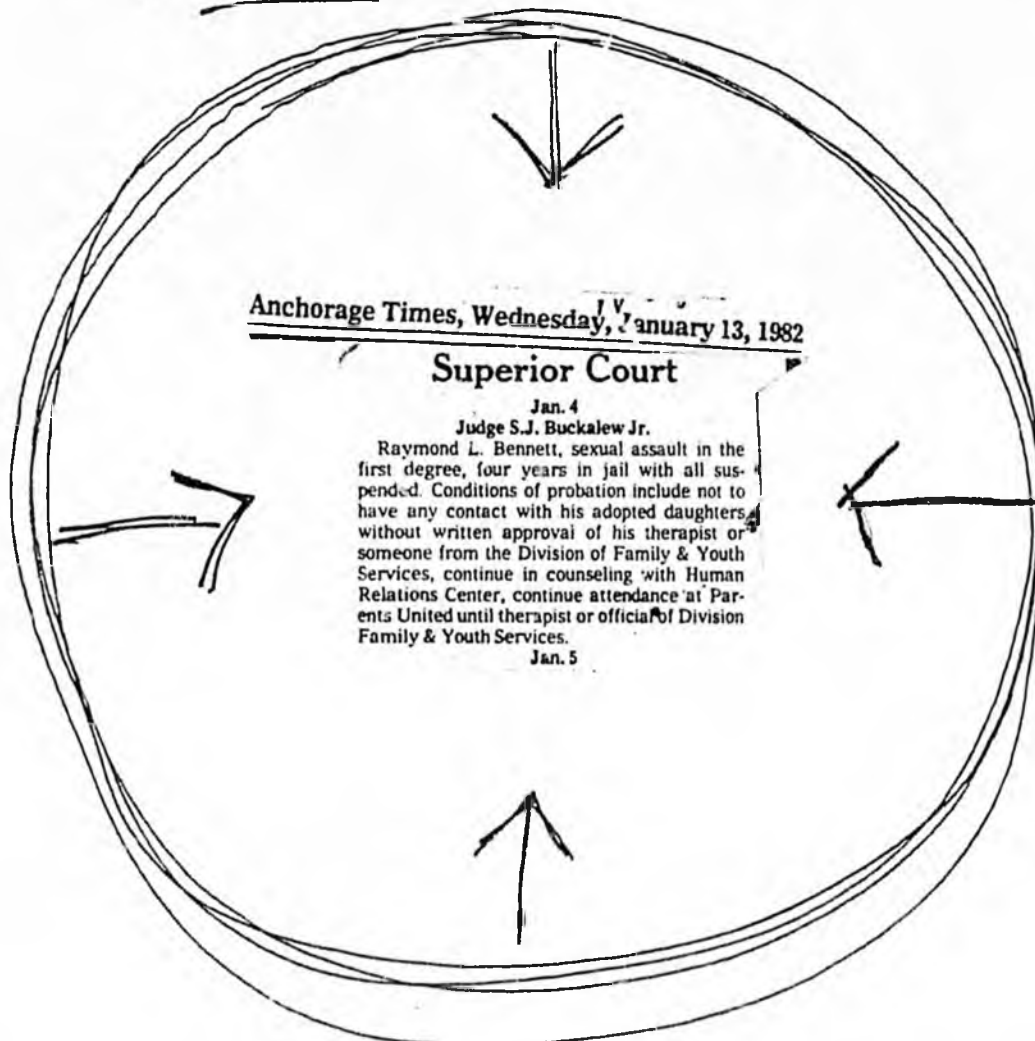 Anchorage Times, Wednesday, January 13, 1982
Superior Court
Jan. 4
Judge S.J. Buckalew Jr.
Raymond L. Bennett, sexual assault in the
first degree, four years in jail with all sus-
pended. Conditions of probation include not to
have any contact with his adopted daughters
without written approval of his therapist or
someone from the Division of Family & Youth
Services, continue in counseling with Human
Relations Center, continue attendance at Par-
ents United until therapist or official of Division
Family & Youth Services.
Jan. 5